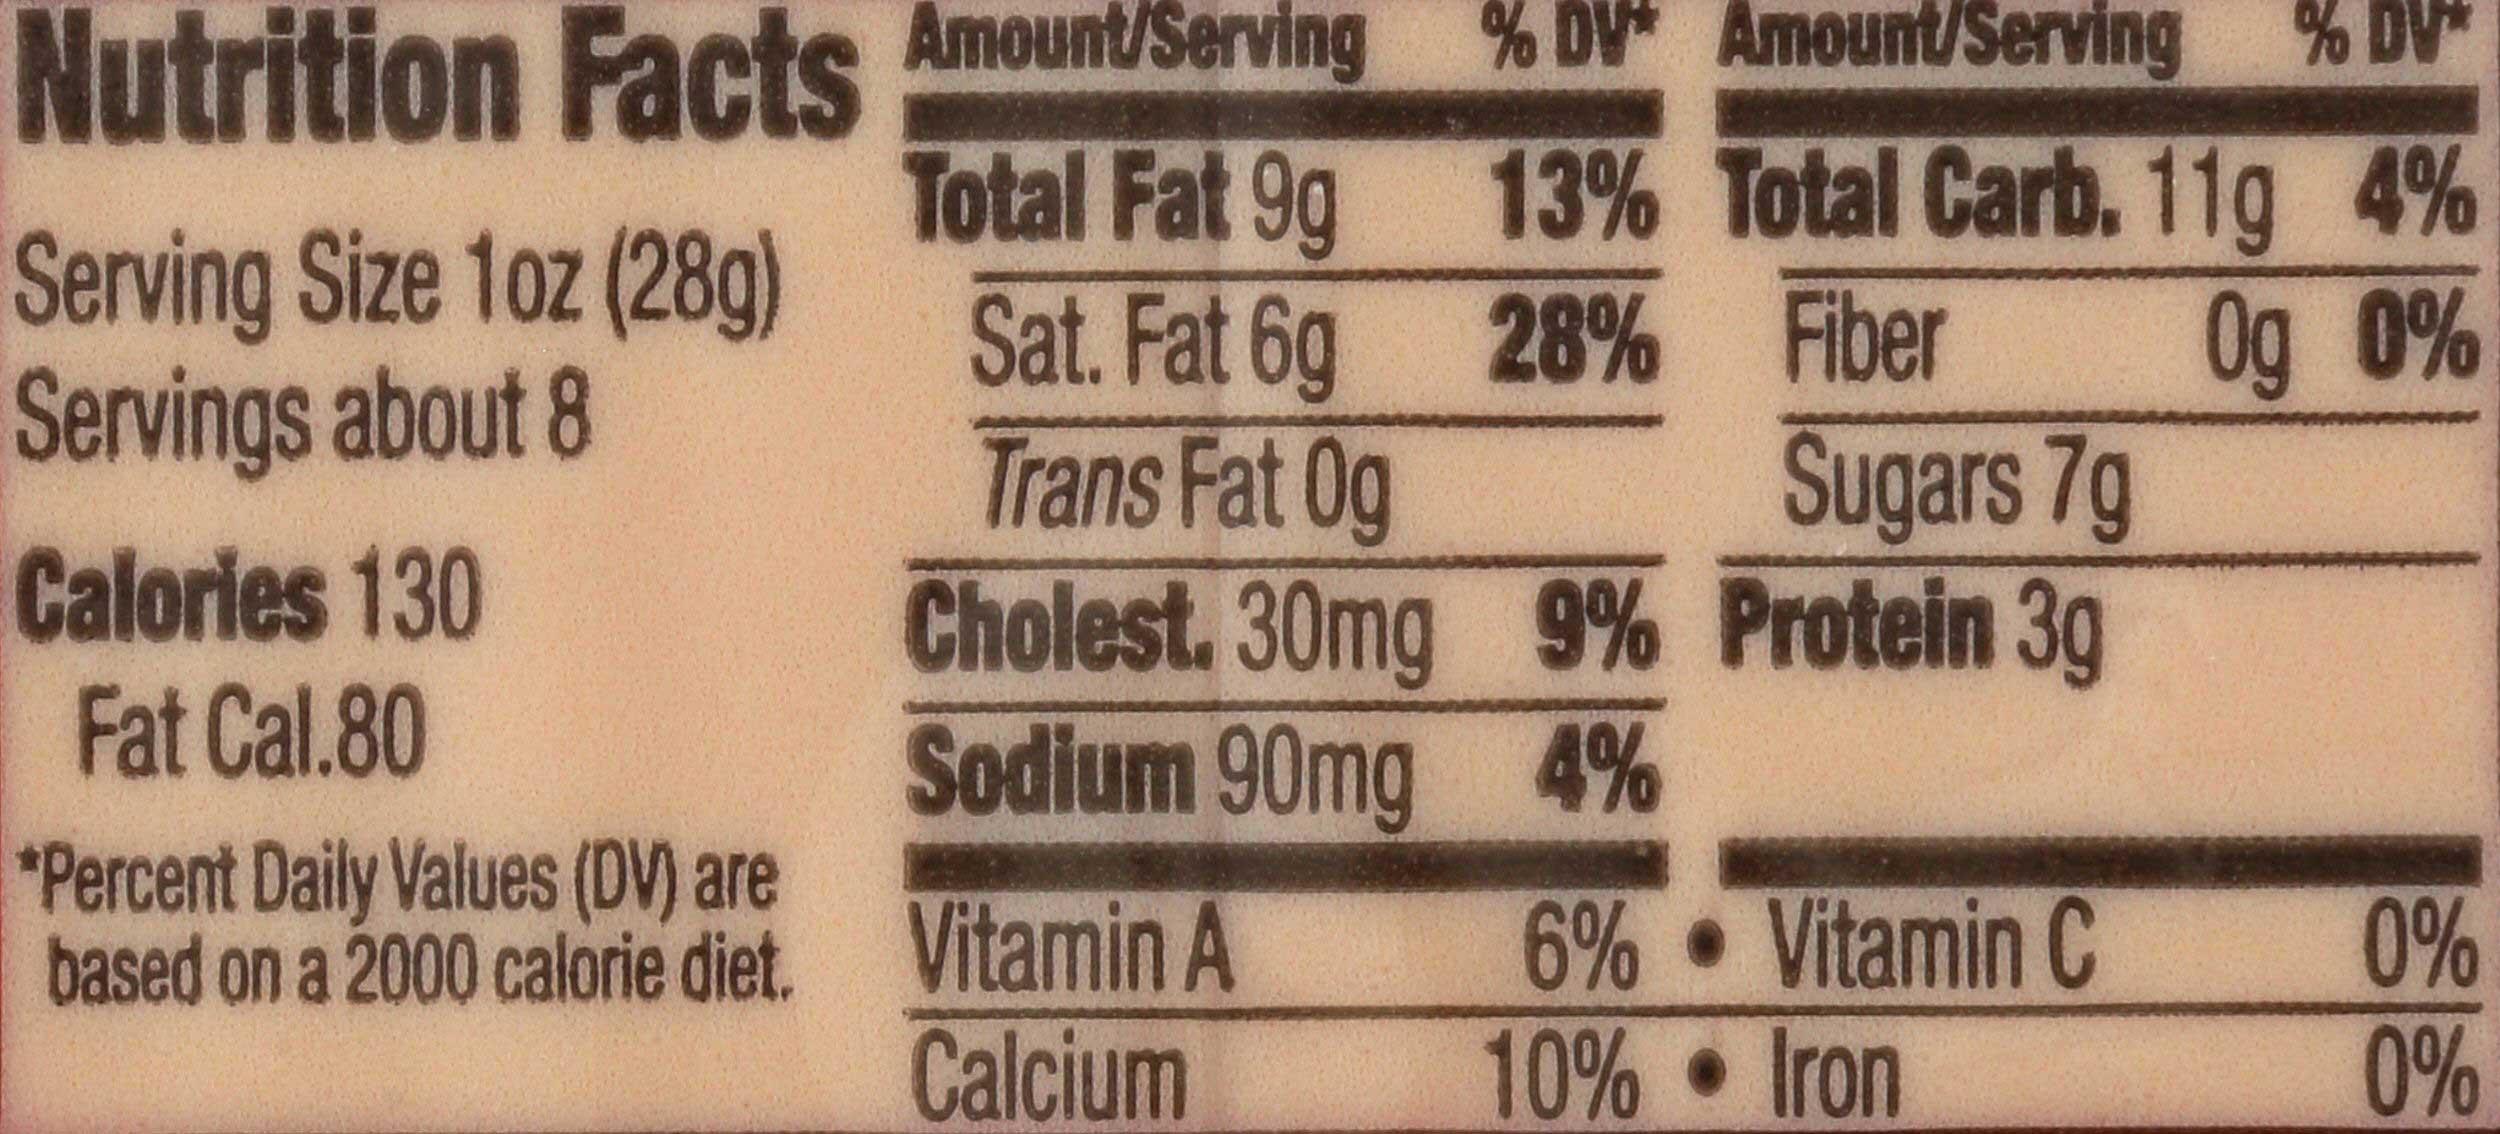 Nutrition Facts
Serving Size 1oz (28g)
Servings about 8
Calories 130
Fat Cal.80
*Percent Daily Values (DV) are
based on a 2000 calorie diet.
Amount/Serving % DV*
Total Fat 9g 13%
Sat. Fat 6g 28%
Trans Fat 0g
Cholest. 30mg 9%
Sodium 90mg 4%
Amount/Serving % DV*
Total Carb. 11g 4%
Fiber 0g 0%
Sugars 7g
Protein 3g
Vitamin A 6% • Vitamin C 0%
Calcium 10% • Iron 0%